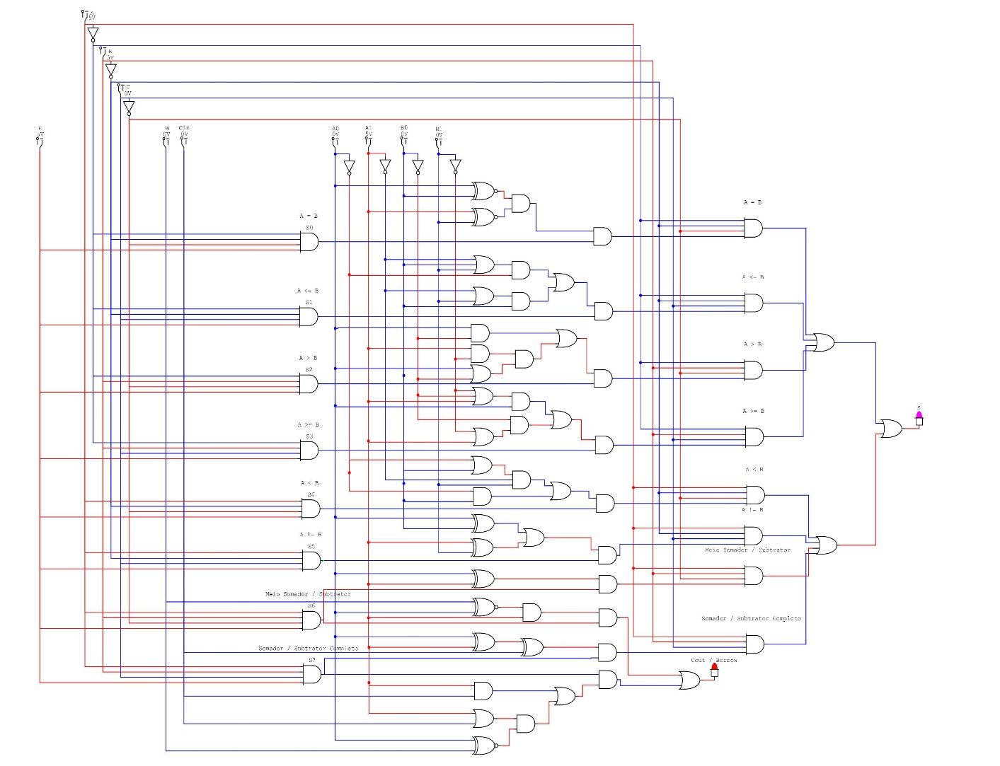 A
5V
B
5V
C
0V
E
5V
M
0V
Cin
0V
A0
0V
A1
5V
B0
0V
B1
0V
A = B
S0
A = B
A <= B
S1
A <= B
A > B
S2
A > B
A >= B
S3
A >= B
S
A < B
S4
A < B
A != B
A != B
S5
Meio Somador / Subtrator
Meio Somador / Subtrator
S6
Somador / Subtrator Completo
Somador / Subtrator Completo
S7
Cout / Borrow